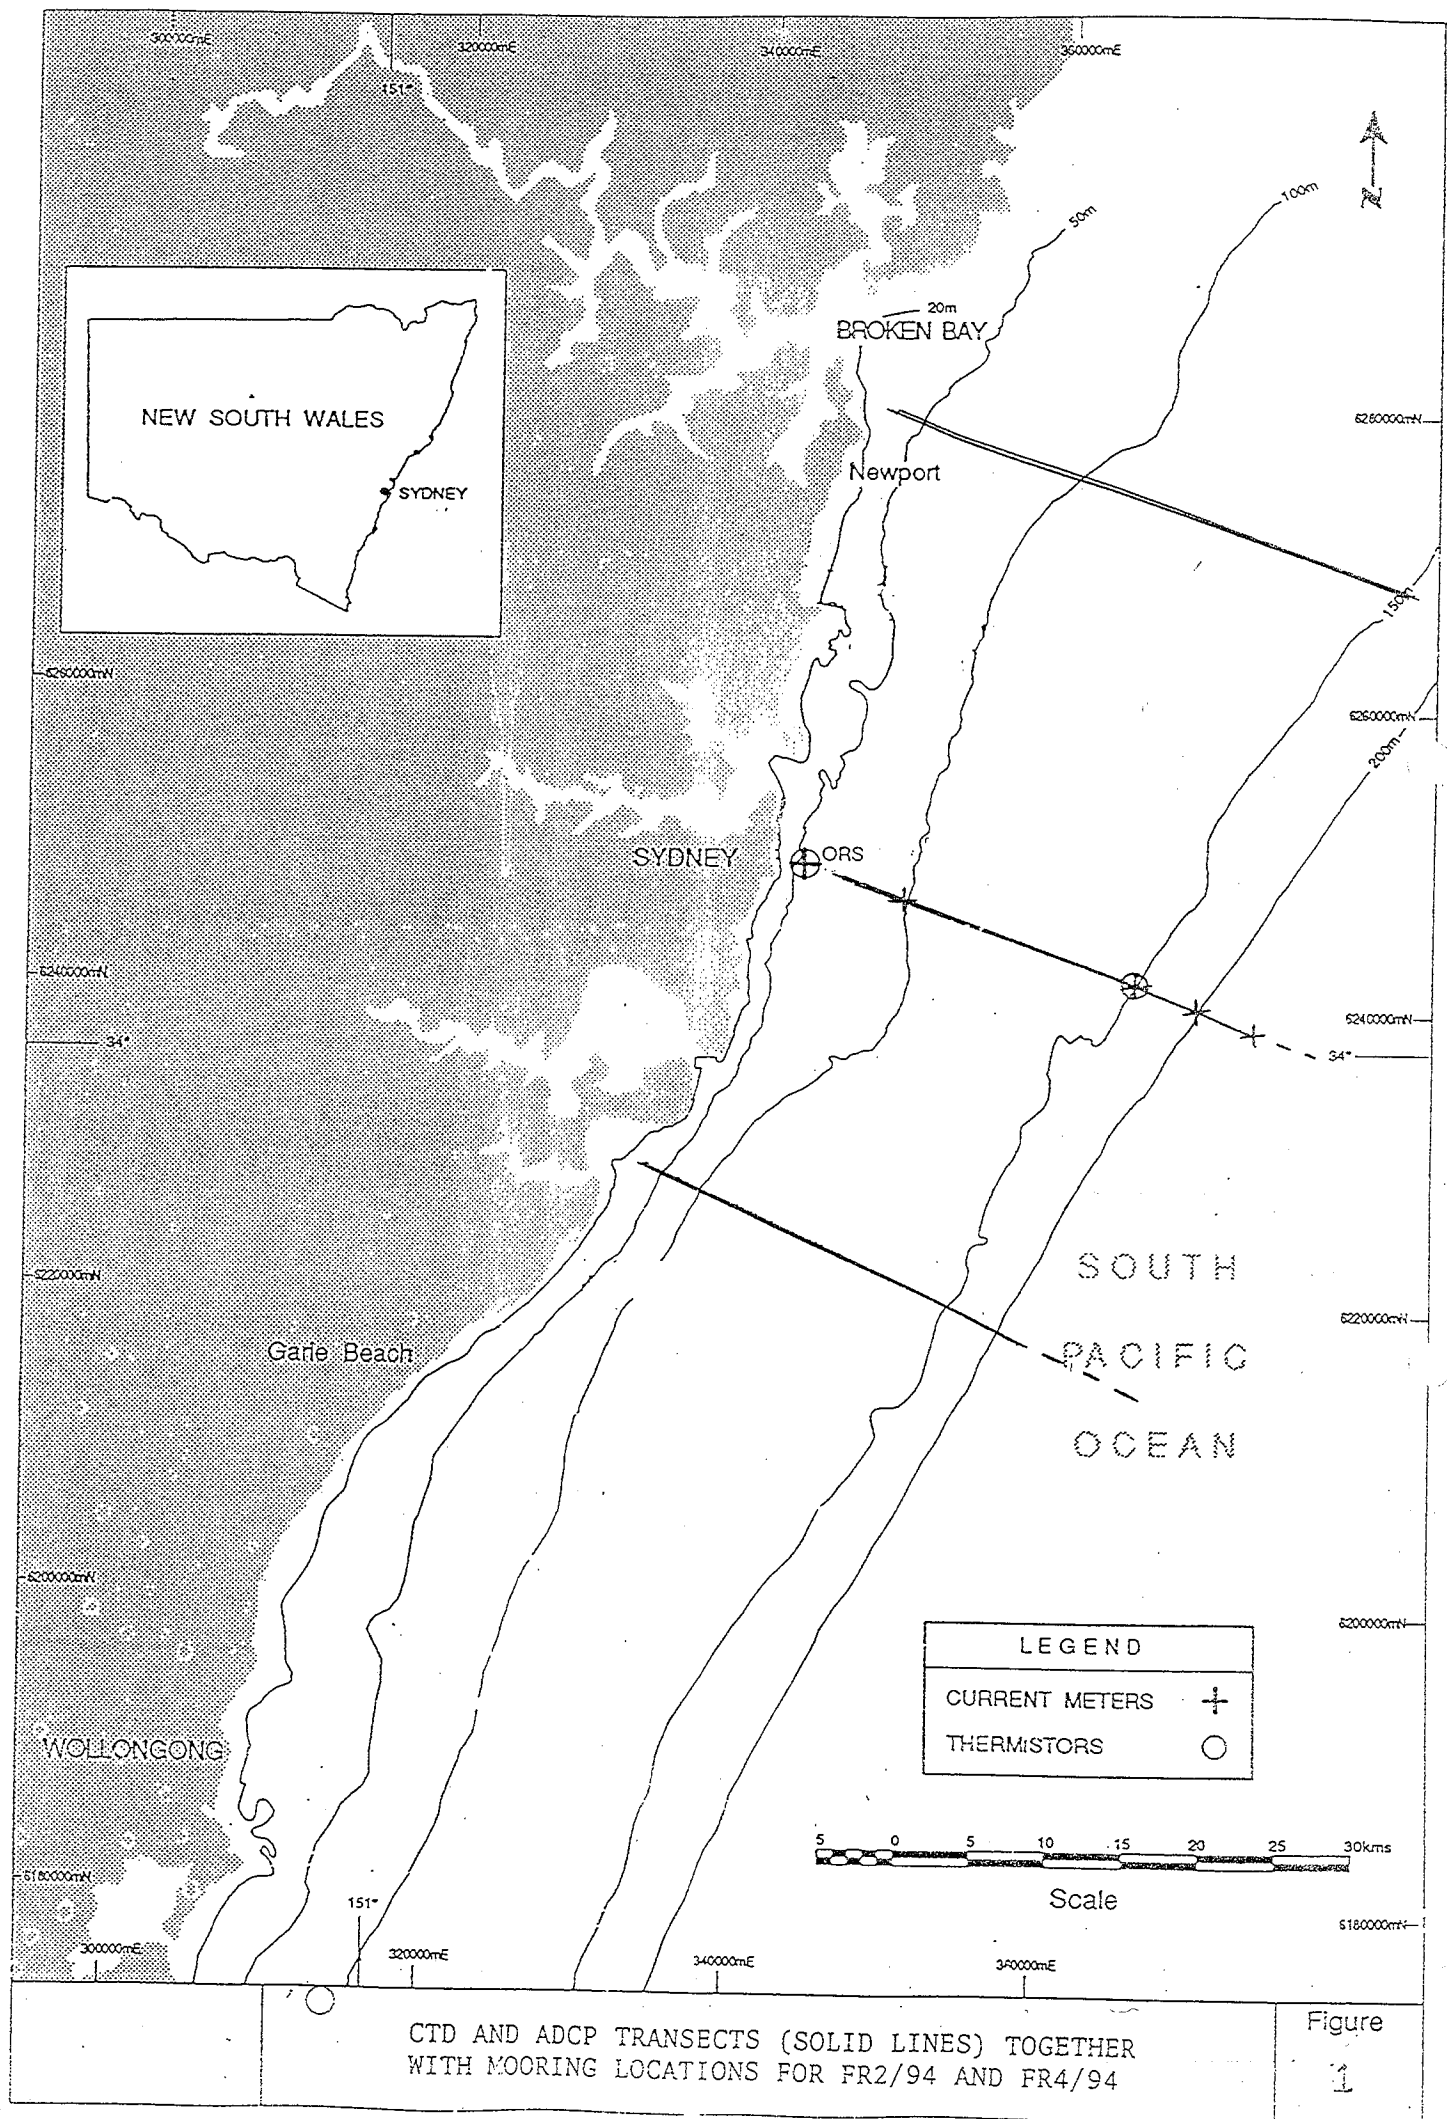 300000mE
320000mE
340000mE
360000mE
151°
N
100m
50m
20m
BROKEN BAY
NEW SOUTH WALES
SYDNEY
6280000mN
Newport
150m
6260000mN
6260000mN
200m
SYDNEY
ORS
6240000mN
6240000mN
34°
34°
SOUTH
PACIFIC
OCEAN
6220000mN
6220000mN
Garie Beach
6200000mN
6200000mN
LEGEND
CURRENT METERS
THERMISTORS
WOLLONGONG
5 0 5 10 15 20 25 30kms
Scale
6180000mN
6180000mN
151°
300000mE
320000mE
340000mE
360000mE
CTD AND ADCP TRANSECTS (SOLID LINES) TOGETHER
WITH MOORING LOCATIONS FOR FR2/94 AND FR4/94
Figure
1